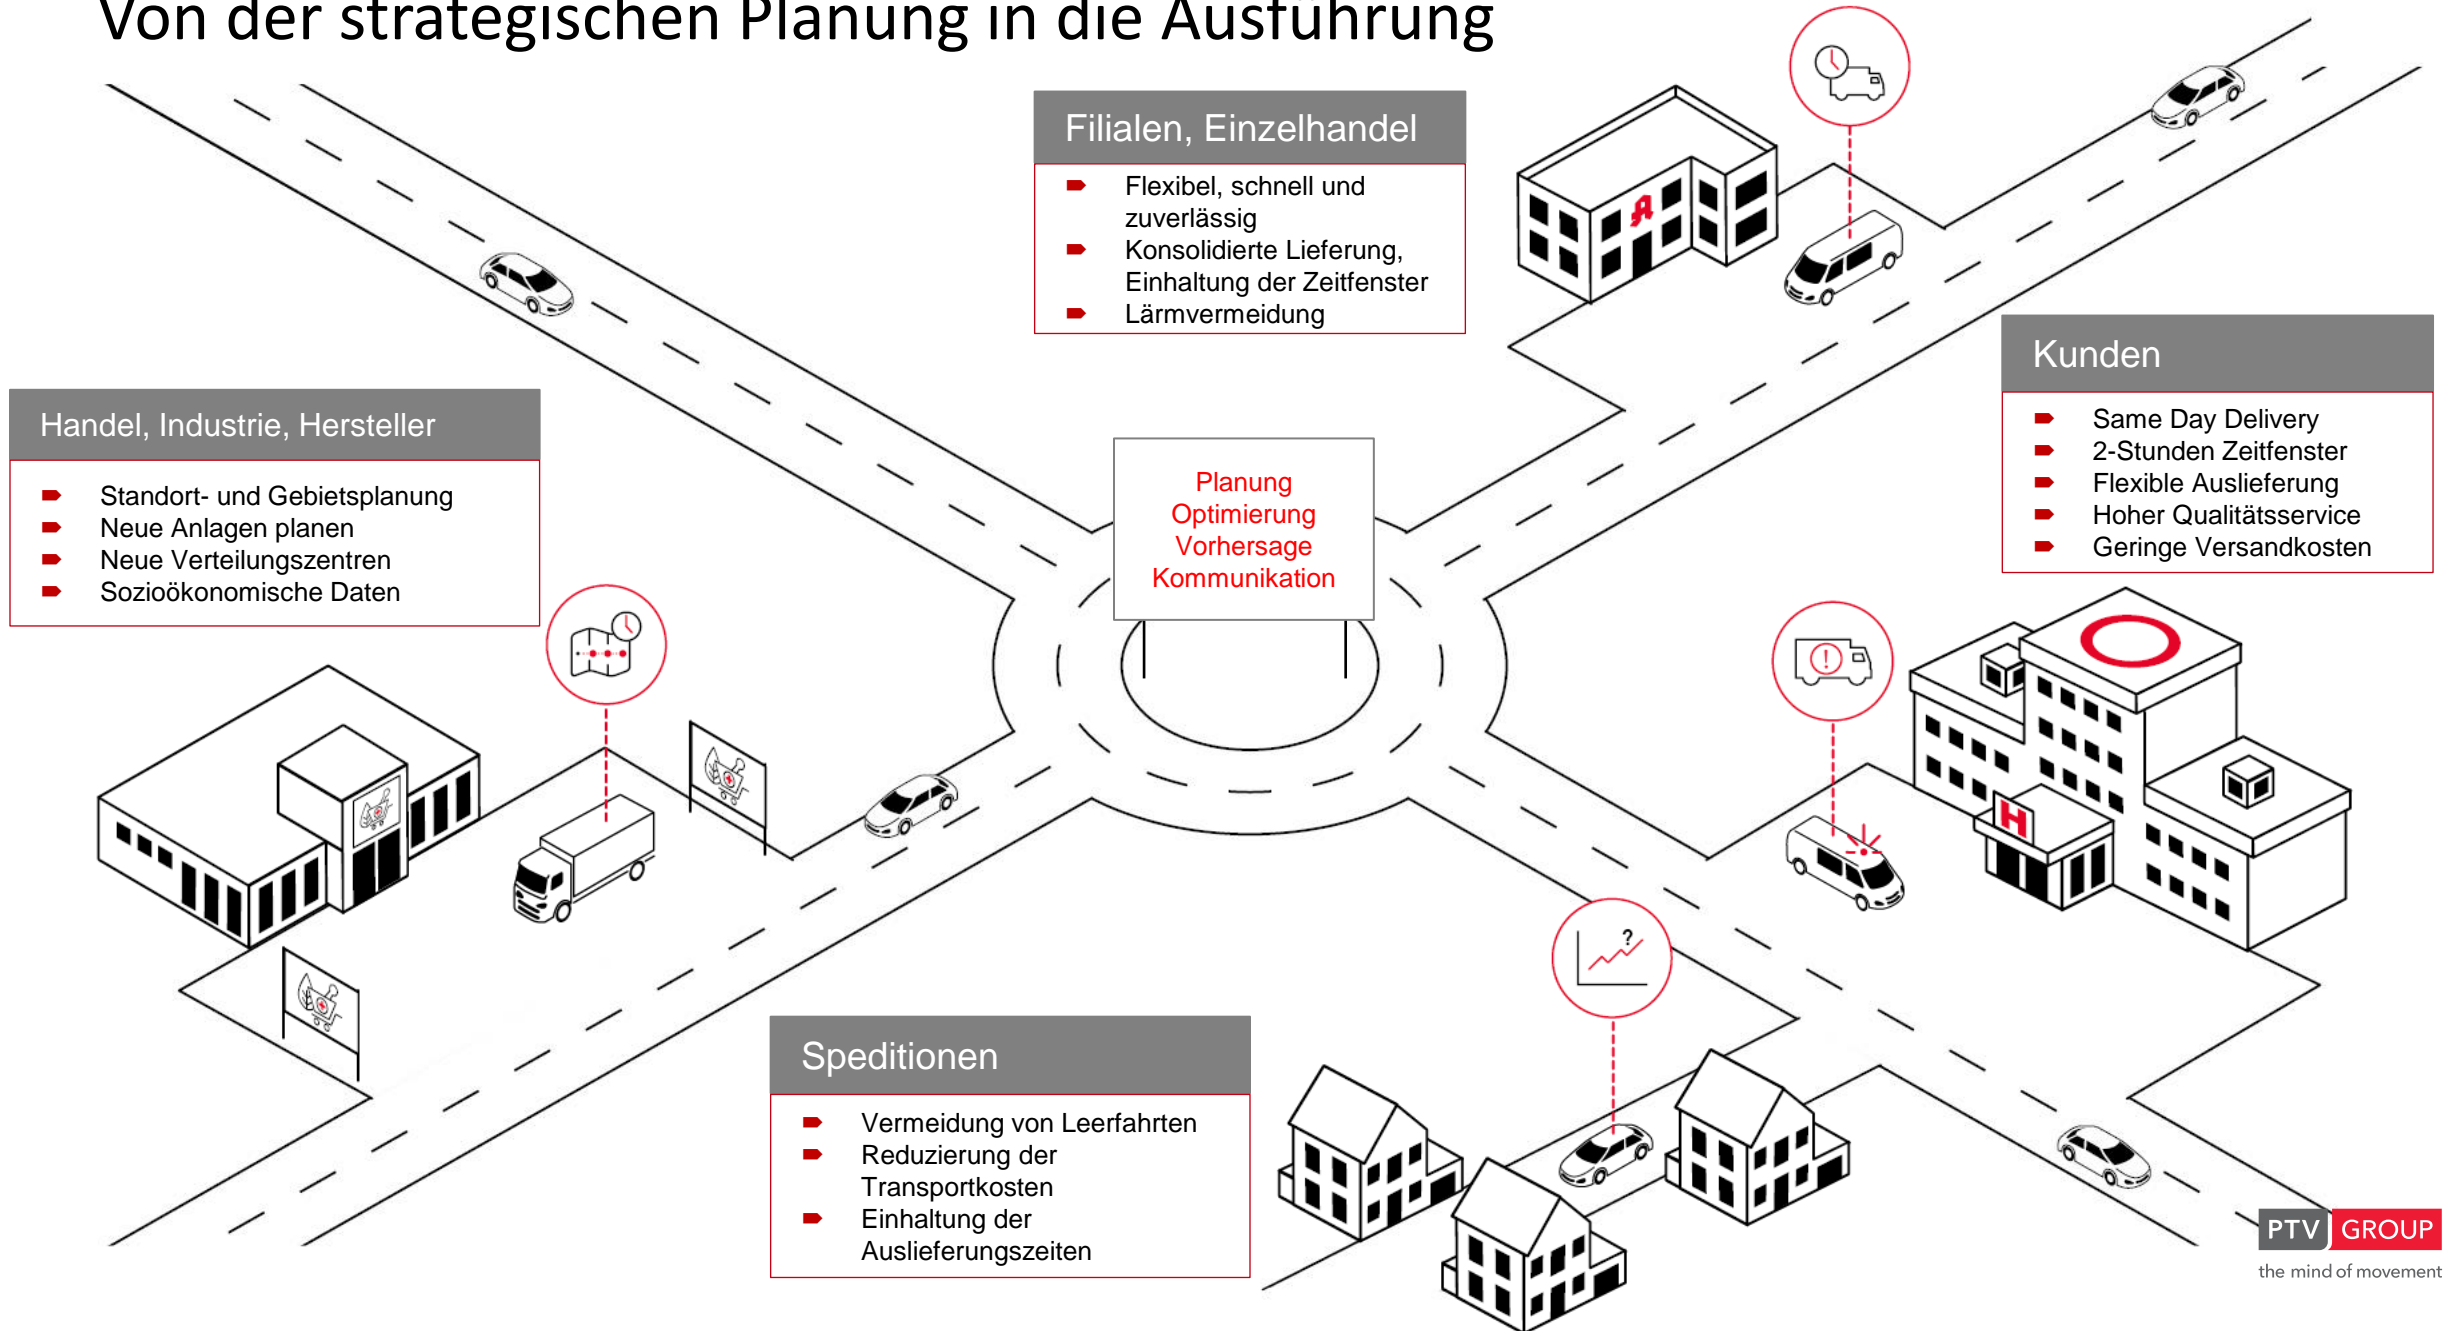 Von der strategischen Planung in die Ausführung
Filialen, Einzelhandel
Flexibel, schnell und
zuverlässig
Konsolidierte Lieferung,
Einhaltung der Zeitfenster
Lärmvermeidung
A
Kunden
Same Day Delivery
2-Stunden Zeitfenster
Flexible Auslieferung
Hoher Qualitätsservice
Geringe Versandkosten
Handel, Industrie, Hersteller
Standort- und Gebietsplanung
Neue Anlagen planen
Neue Verteilungszentren
Sozioökonomische Daten
Planung
Optimierung
Vorhersage
Kommunikation
!
H
?
Speditionen
Vermeidung von Leerfahrten
Reduzierung der
Transportkosten
Einhaltung der
Auslieferungszeiten
PTV GROUP
the mind of movement